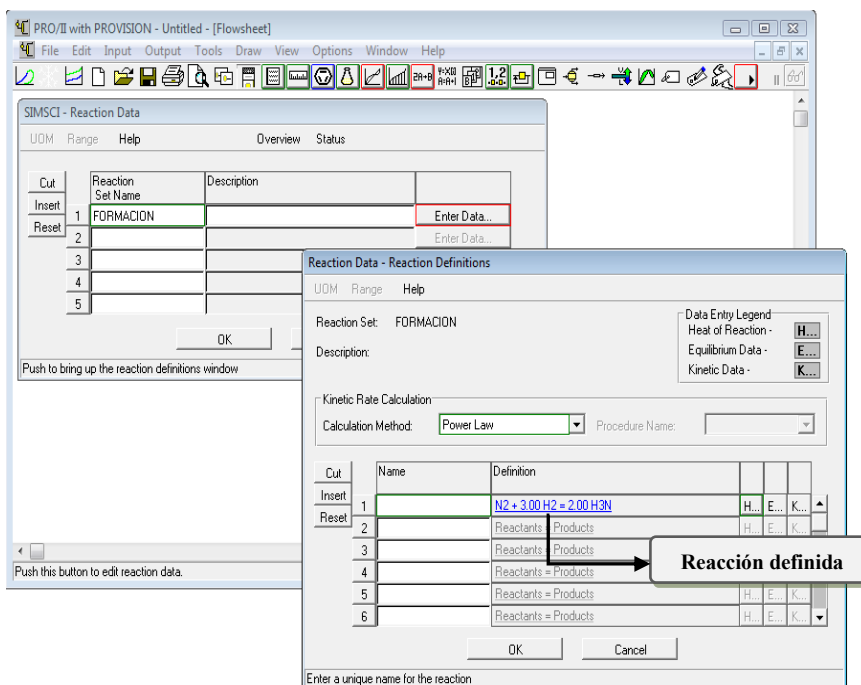 PRO/II with PROVISION - Untitled - [Flowsheet]
File Edit Input Output Tools Draw View Options Window Help
SIMSCI - Reaction Data
UOM Range Help Overview Status
Cut
Insert
Reset
Reaction Set Name Description
1 FORMACION Enter Data...
2 Enter Data...
3
4
5
OK
Push to bring up the reaction definitions window
Push this button to edit reaction data.
Reaction Data - Reaction Definitions
UOM Range Help
Reaction Set: FORMACION
Description:
Data Entry Legend
Heat of Reaction - H...
Equilibrium Data - E...
Kinetic Data - K...
Kinetic Rate Calculation
Calculation Method: Power Law Procedure Name:
Cut
Insert
Reset
Name Definition
1 N2 + 3.00 H2 = 2.00 H3N H... E... K...
2 Reactants = Products H... E... K...
3 Reactants = Products
4 Reactants = Products
5 Reactants = Products H... E... K...
6 Reactants = Products H... E... K...
Reacción definida
OK Cancel
Enter a unique name for the reaction